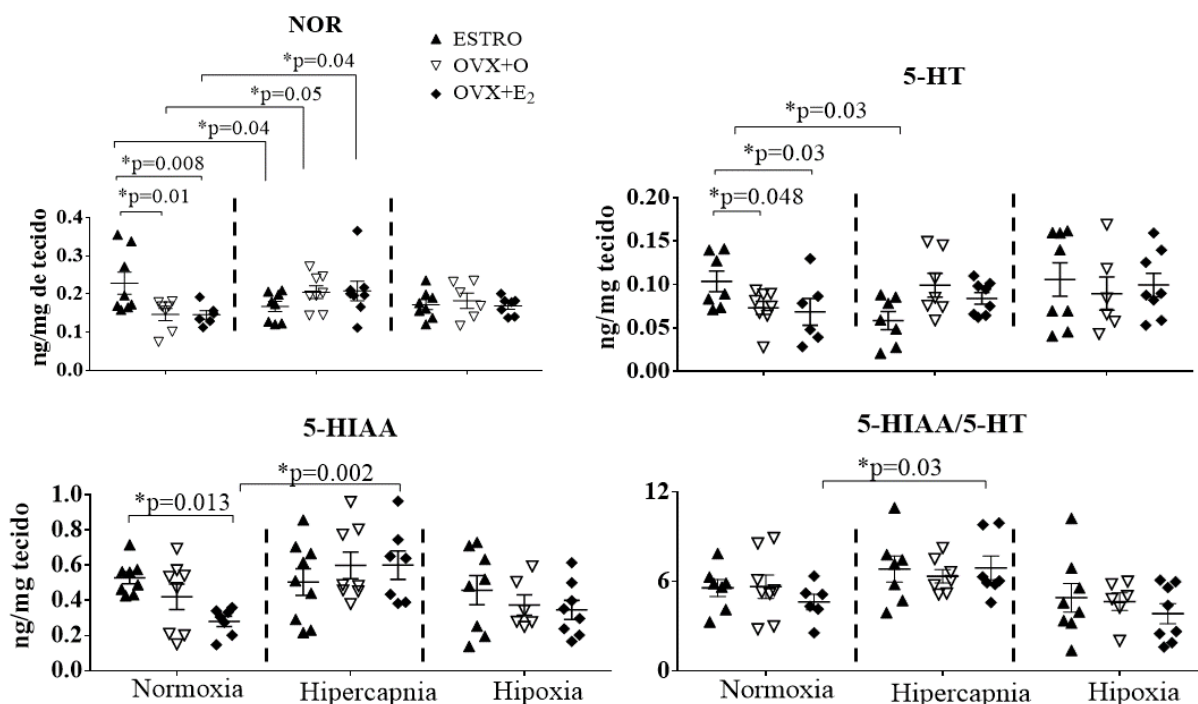 NOR
ESTRO
OVX+O
OVX+E₂
*p=0.04
*p=0.05
*p=0.04
*p=0.008
*p=0.01
ng/mg de tecido
0.4
0.3
0.2
0.1
0.0
5-HT
*p=0.03
*p=0.03
*p=0.048
ng/mg tecido
0.20
0.15
0.10
0.05
0.00
5-HIAA
*p=0.002
*p=0.013
ng/mg tecido
1.0
0.8
0.6
0.4
0.2
0.0
Normoxia Hipercapnia Hipoxia
5-HIAA/5-HT
*p=0.03
ng/mg tecido
12
6
0
Normoxia Hipercapnia Hipoxia